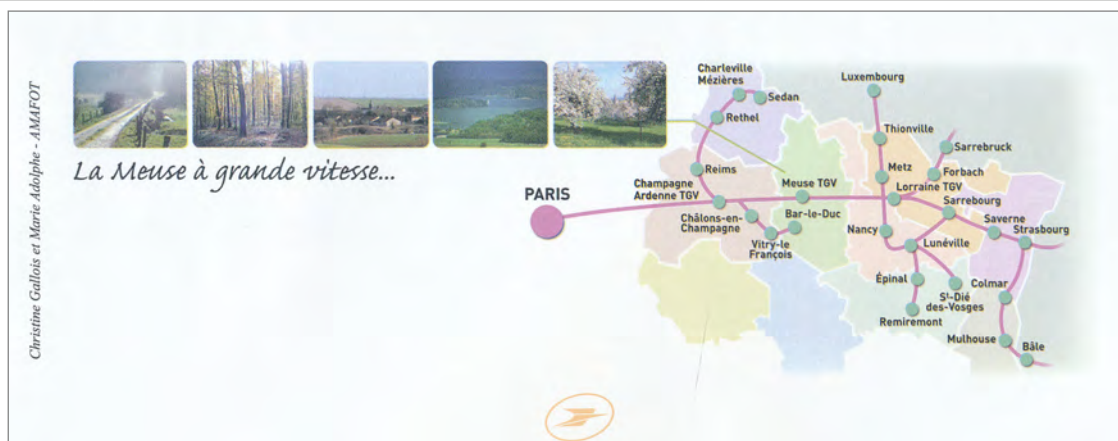 Christine Gallois et Marie Adolphe - AMAFOT
La Meuse à grande vitesse...
PARIS
Charleville
Mézières
Sedan
Rethel
Reims
Champagne
Ardenne TGV
Châlons-en-
Champagne
Vitry-le
François
Bar-le-Duc
Meuse TGV
Luxembourg
Thionville
Metz
Lorraine TGV
Sarrebruck
Forbach
Sarrebourg
Saverne
Strasbourg
Nancy
Lunéville
Épinal
Remiremont
St-Dié
des-Vosges
Colmar
Mulhouse
Bâle